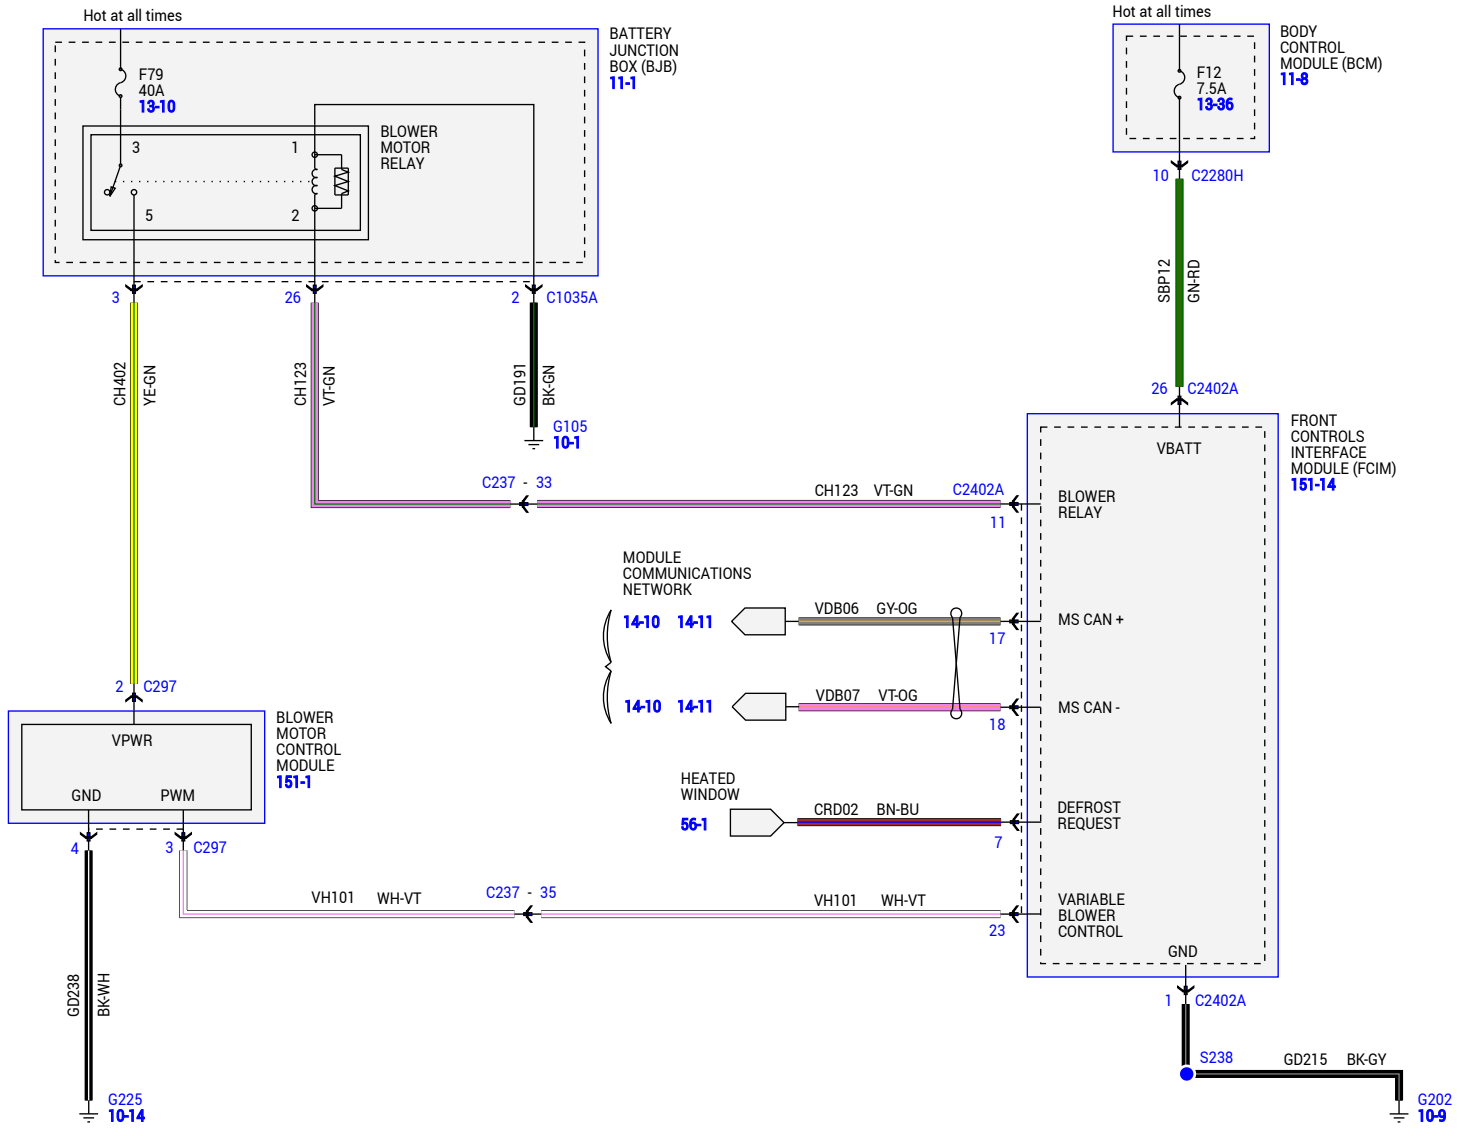 Hot at all times
BATTERY
JUNCTION
BOX (BJB)
11-1
F79
40A
13-10
BLOWER
MOTOR
RELAY
3
1
5
2
Hot at all times
BODY
CONTROL
MODULE (BCM)
11-8
F12
7.5A
13-36
10 C2280H
3
26
2 C1035A
SBP12
GN-RD
CH402
YE-GN
CH123
VT-GN
GD191
BK-GN
G105
10-1
26 C2402A
VBATT
FRONT
CONTROLS
INTERFACE
MODULE (FCIM)
151-14
C237 - 33
CH123 VT-GN
C2402A
11
BLOWER
RELAY
MODULE
COMMUNICATIONS
NETWORK
14-10 14-11
VDB06 GY-OG
17
MS CAN +
14-10 14-11
VDB07 VT-OG
18
MS CAN -
HEATED
WINDOW
56-1
CRD02 BN-BU
7
DEFROST
REQUEST
2 C297
VPWR
GND
PWM
BLOWER
MOTOR
CONTROL
MODULE
151-1
4
3 C297
VH101 WH-VT
C237 - 35
VH101 WH-VT
23
VARIABLE
BLOWER
CONTROL
GND
1 C2402A
GD238
BK-WH
G225
10-14
S238
GD215 BK-GY
G202
10-9